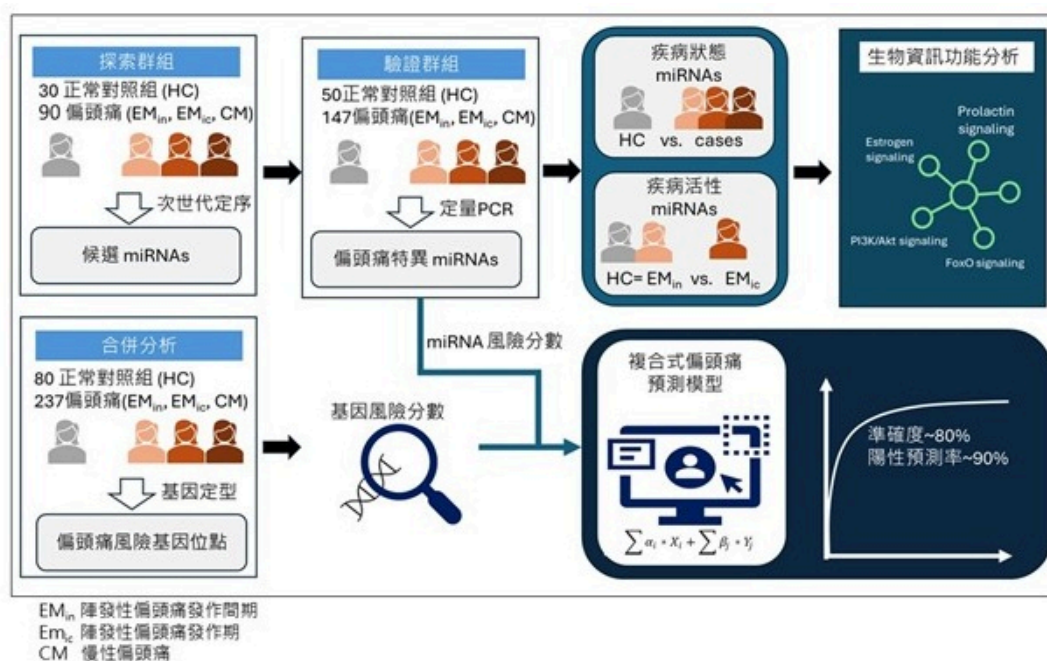 探索群組
30 正常對照組 (HC)
90 偏頭痛 (EMin, EMic, CM)
次世代定序
候選 miRNAs
驗證群組
50正常對照組 (HC)
147偏頭痛(EMin, EMic, CM)
定量PCR
偏頭痛特異 miRNAs
疾病狀態
miRNAs
HC vs. cases
疾病活性
miRNAs
HC= EMin vs. EMic
生物資訊功能分析
Prolactin
signaling
Estrogen
signaling
PI3K/Akt signaling
FoxO signaling
合併分析
80 正常對照組 (HC)
237偏頭痛(EMin, EMic, CM)
基因定型
偏頭痛風險基因位點
miRNA 風險分數
基因風險分數
複合式偏頭痛
預測模型
∑ αi * Xi + ∑ βj * Yj
準確度~80%
陽性預測率~90%
EMin 陣發性偏頭痛發作間期
Emic 陣發性偏頭痛發作期
CM 慢性偏頭痛